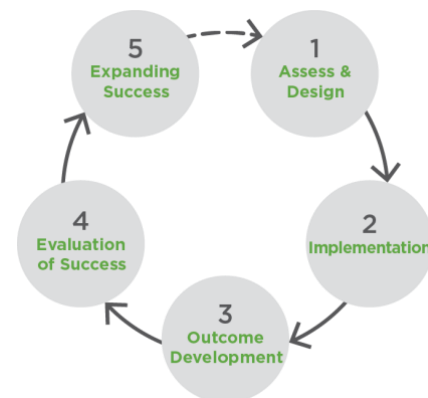 1
Assess &
Design
2
Implementation
3
Outcome
Development
4
Evaluation
of Success
5
Expanding
Success